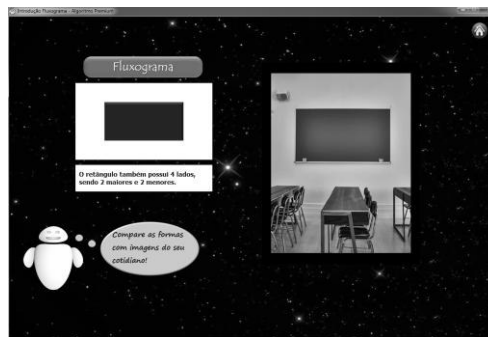 Introdução Fluxograma - Algoritmo Premium
Fluxograma
O retângulo também possui 4 lados,
sendo 2 maiores e 2 menores.
Compare as formas
com imagens do seu
cotidiano!